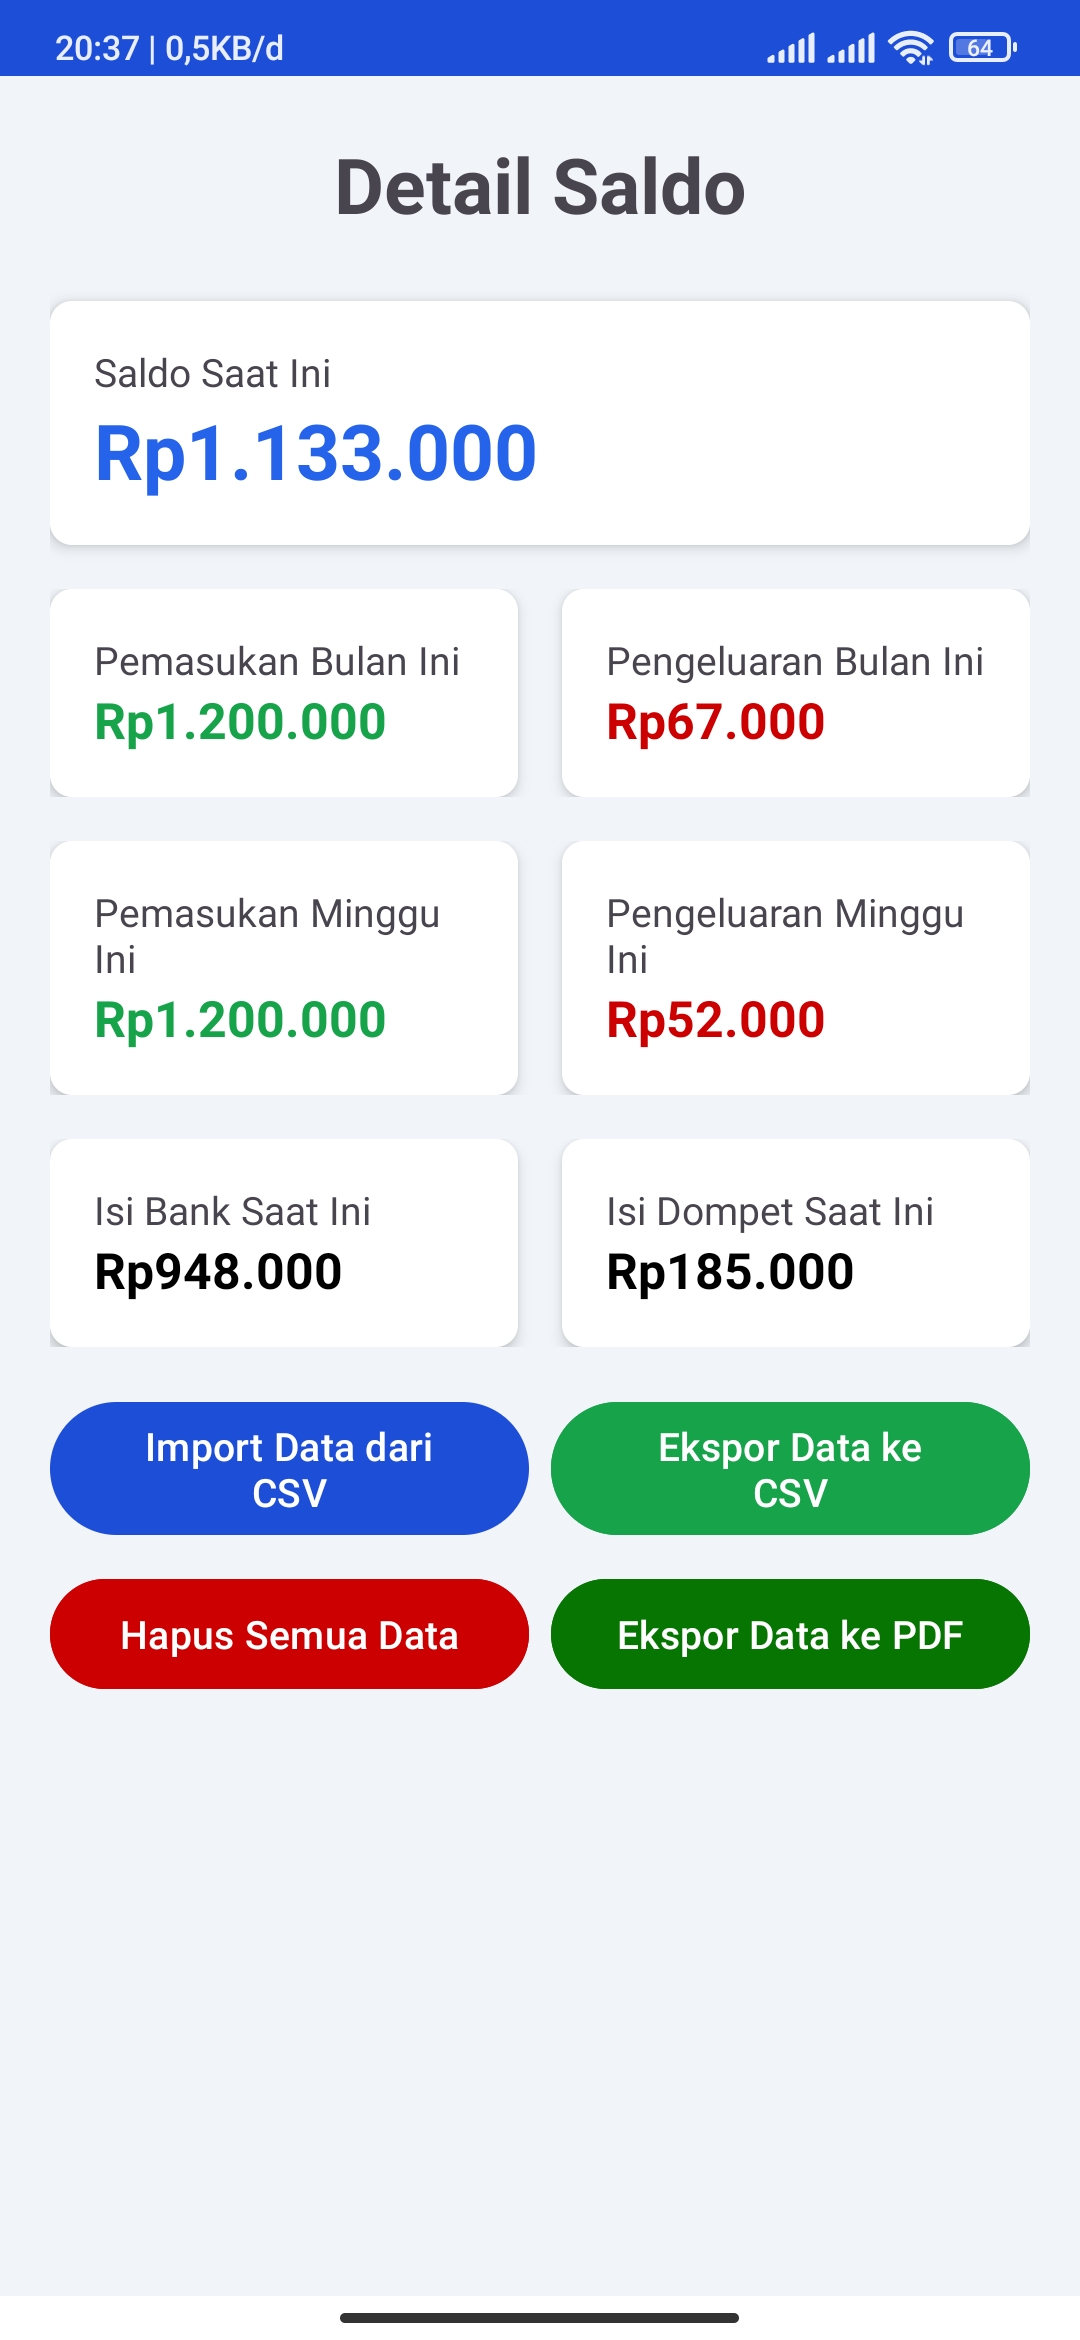 20:37 | 0,5KB/d
64
Detail Saldo
Saldo Saat Ini
Rp1.133.000
Pemasukan Bulan Ini
Rp1.200.000
Pengeluaran Bulan Ini
Rp67.000
Pemasukan Minggu
Ini
Rp1.200.000
Pengeluaran Minggu
Ini
Rp52.000
Isi Bank Saat Ini
Rp948.000
Isi Dompet Saat Ini
Rp185.000
Import Data dari
CSV
Ekspor Data ke
CSV
Hapus Semua Data
Ekspor Data ke PDF